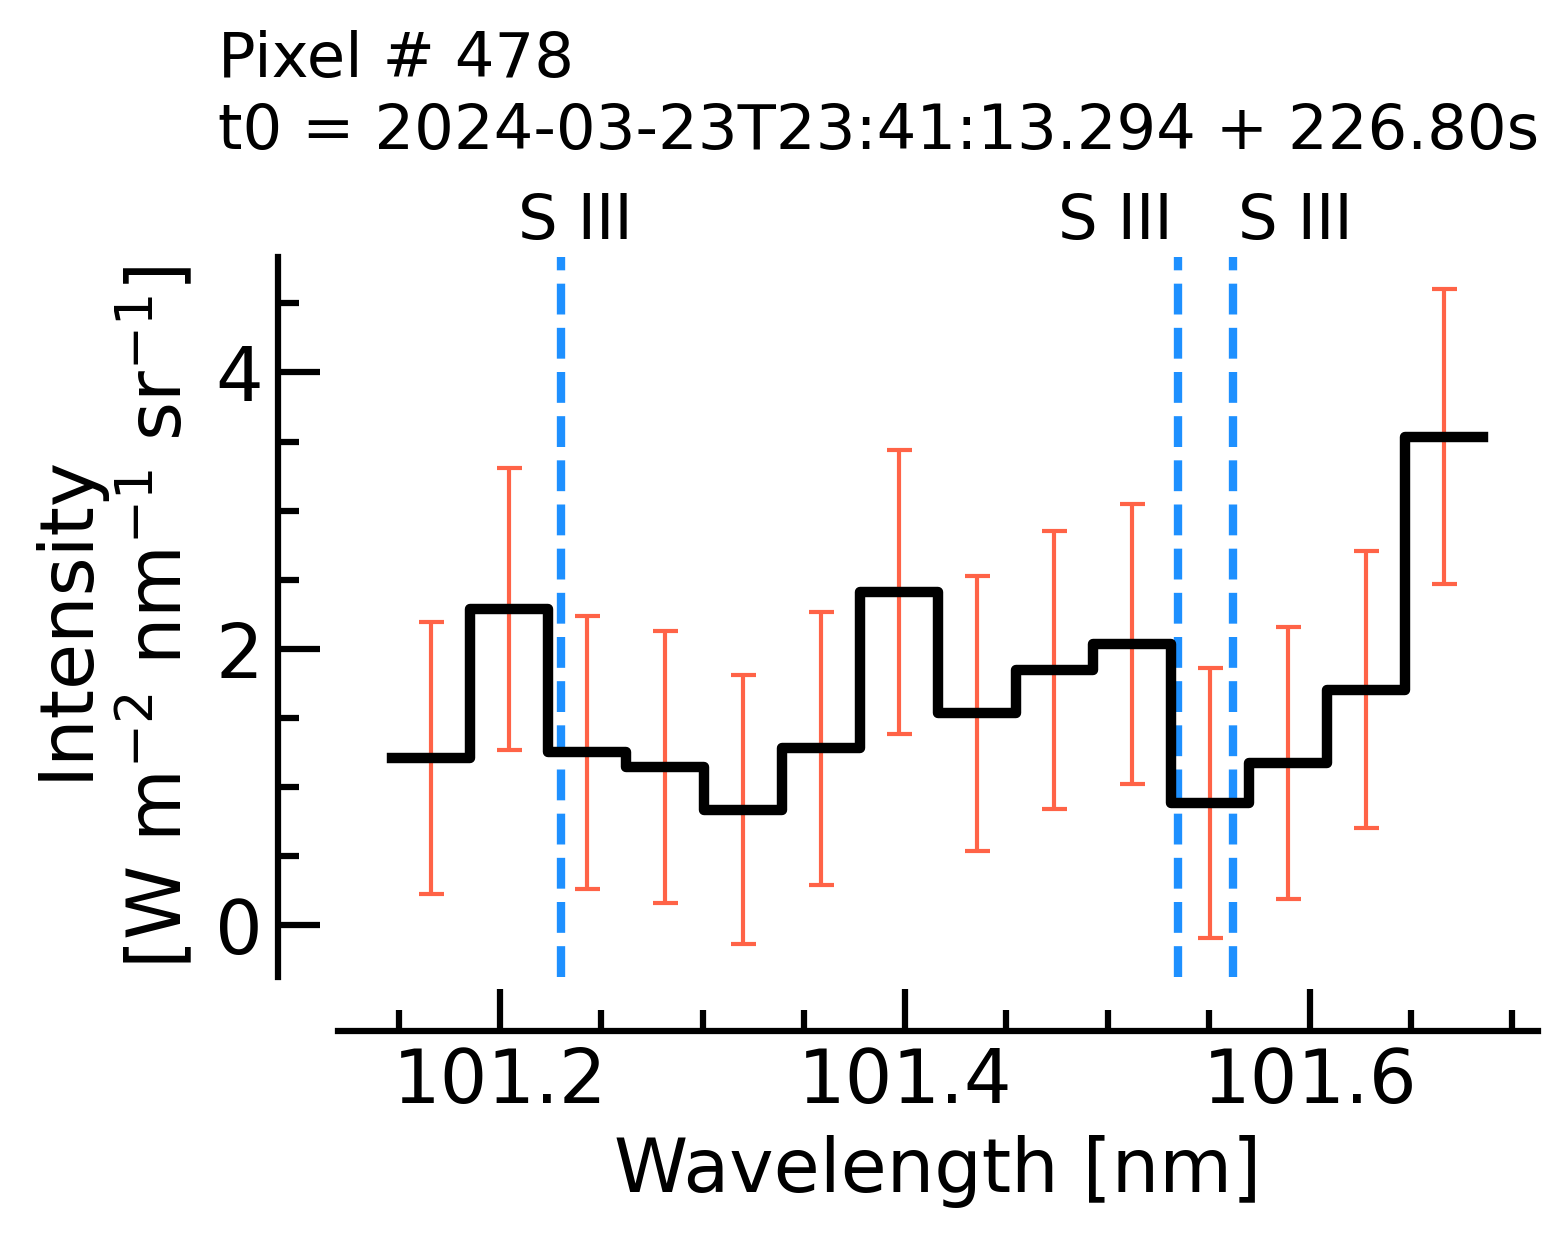 Pixel # 478
t0 = 2024-03-23T23:41:13.294 + 226.80s
S III S III S III
Intensity
[W m⁻² nm⁻¹ sr⁻¹]
4
2
0
101.2 101.4 101.6
Wavelength [nm]